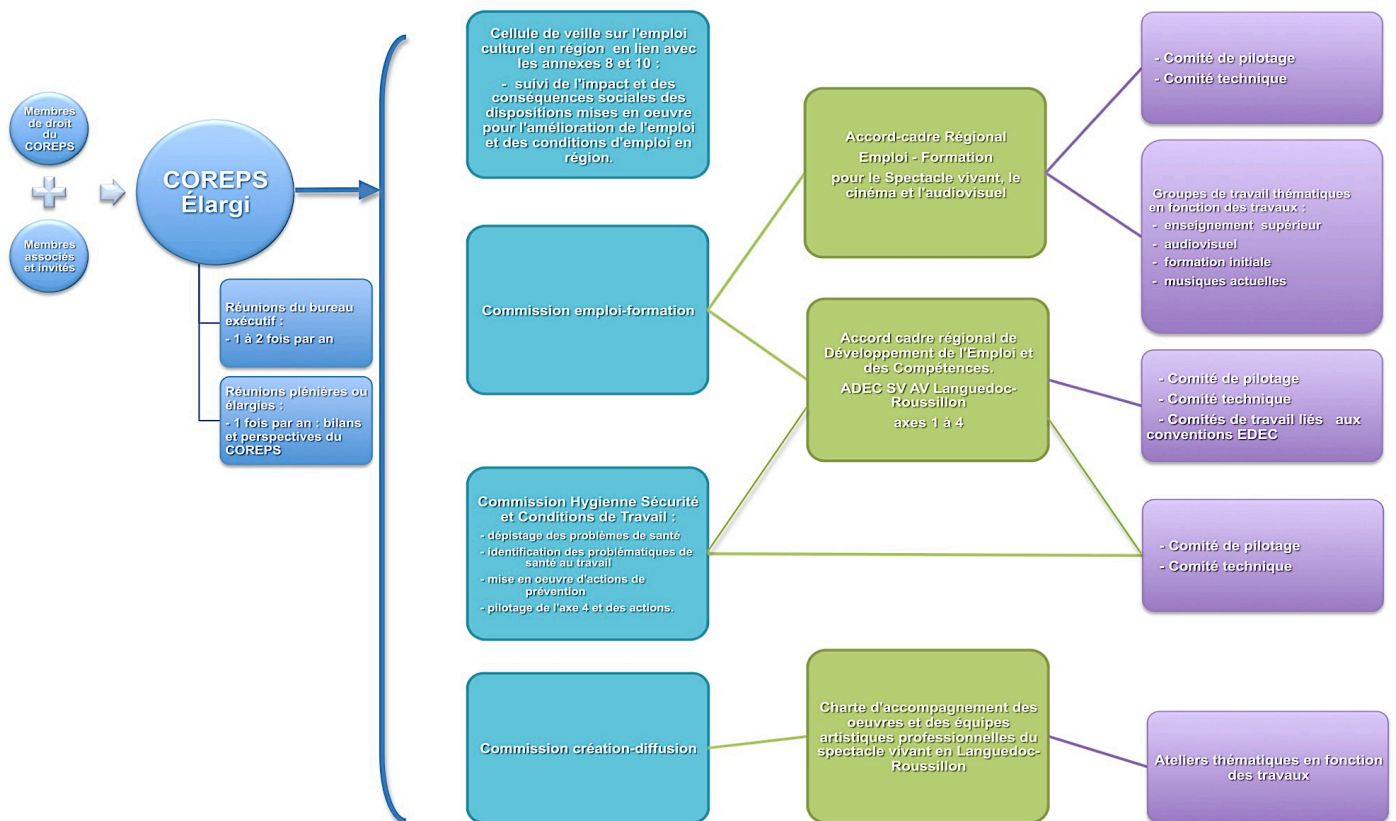 Membres
de droit
du
COREPS
Membres
associés
et invités
COREPS
Élargi
Réunions du bureau
exécutif :
- 1 à 2 fois par an
Réunions plénières ou
élargies :
- 1 fois par an : bilans
et perspectives du
COREPS
Cellule de veille sur l'emploi
culturel en région en lien avec
les annexes 8 et 10 :
- suivi de l'impact et des
conséquences sociales des
dispositions mises en oeuvre
pour l'amélioration de l'emploi
et des conditions d'emploi en
région.
Commission emploi-formation
Commission Hygienne Sécurité
et Conditions de Travail :
- dépistage des problèmes de santé
- identification des problématiques de
santé au travail
- mise en oeuvre d'actions de
prévention
- pilotage de l'axe 4 et des actions.
Commission création-diffusion
Accord-cadre Régional
Emploi - Formation
pour le Spectacle vivant, le
cinéma et l'audiovisuel
Accord cadre régional de
Développement de l'Emploi et
des Compétences.
ADEC SV AV Languedoc-
Roussillon
axes 1 à 4
Charte d'accompagnement des
oeuvres et des équipes
artistiques professionnelles du
spectacle vivant en Languedoc-
Roussillon
- Comité de pilotage
- Comité technique
Groupes de travail thématiques
en fonction des travaux :
- enseignement supérieur
- audiovisuel
- formation initiale
- musiques actuelles
- Comité de pilotage
- Comité technique
- Comités de travail liés aux
conventions EDEC
- Comité de pilotage
- Comité technique
Ateliers thématiques en fonction
des travaux